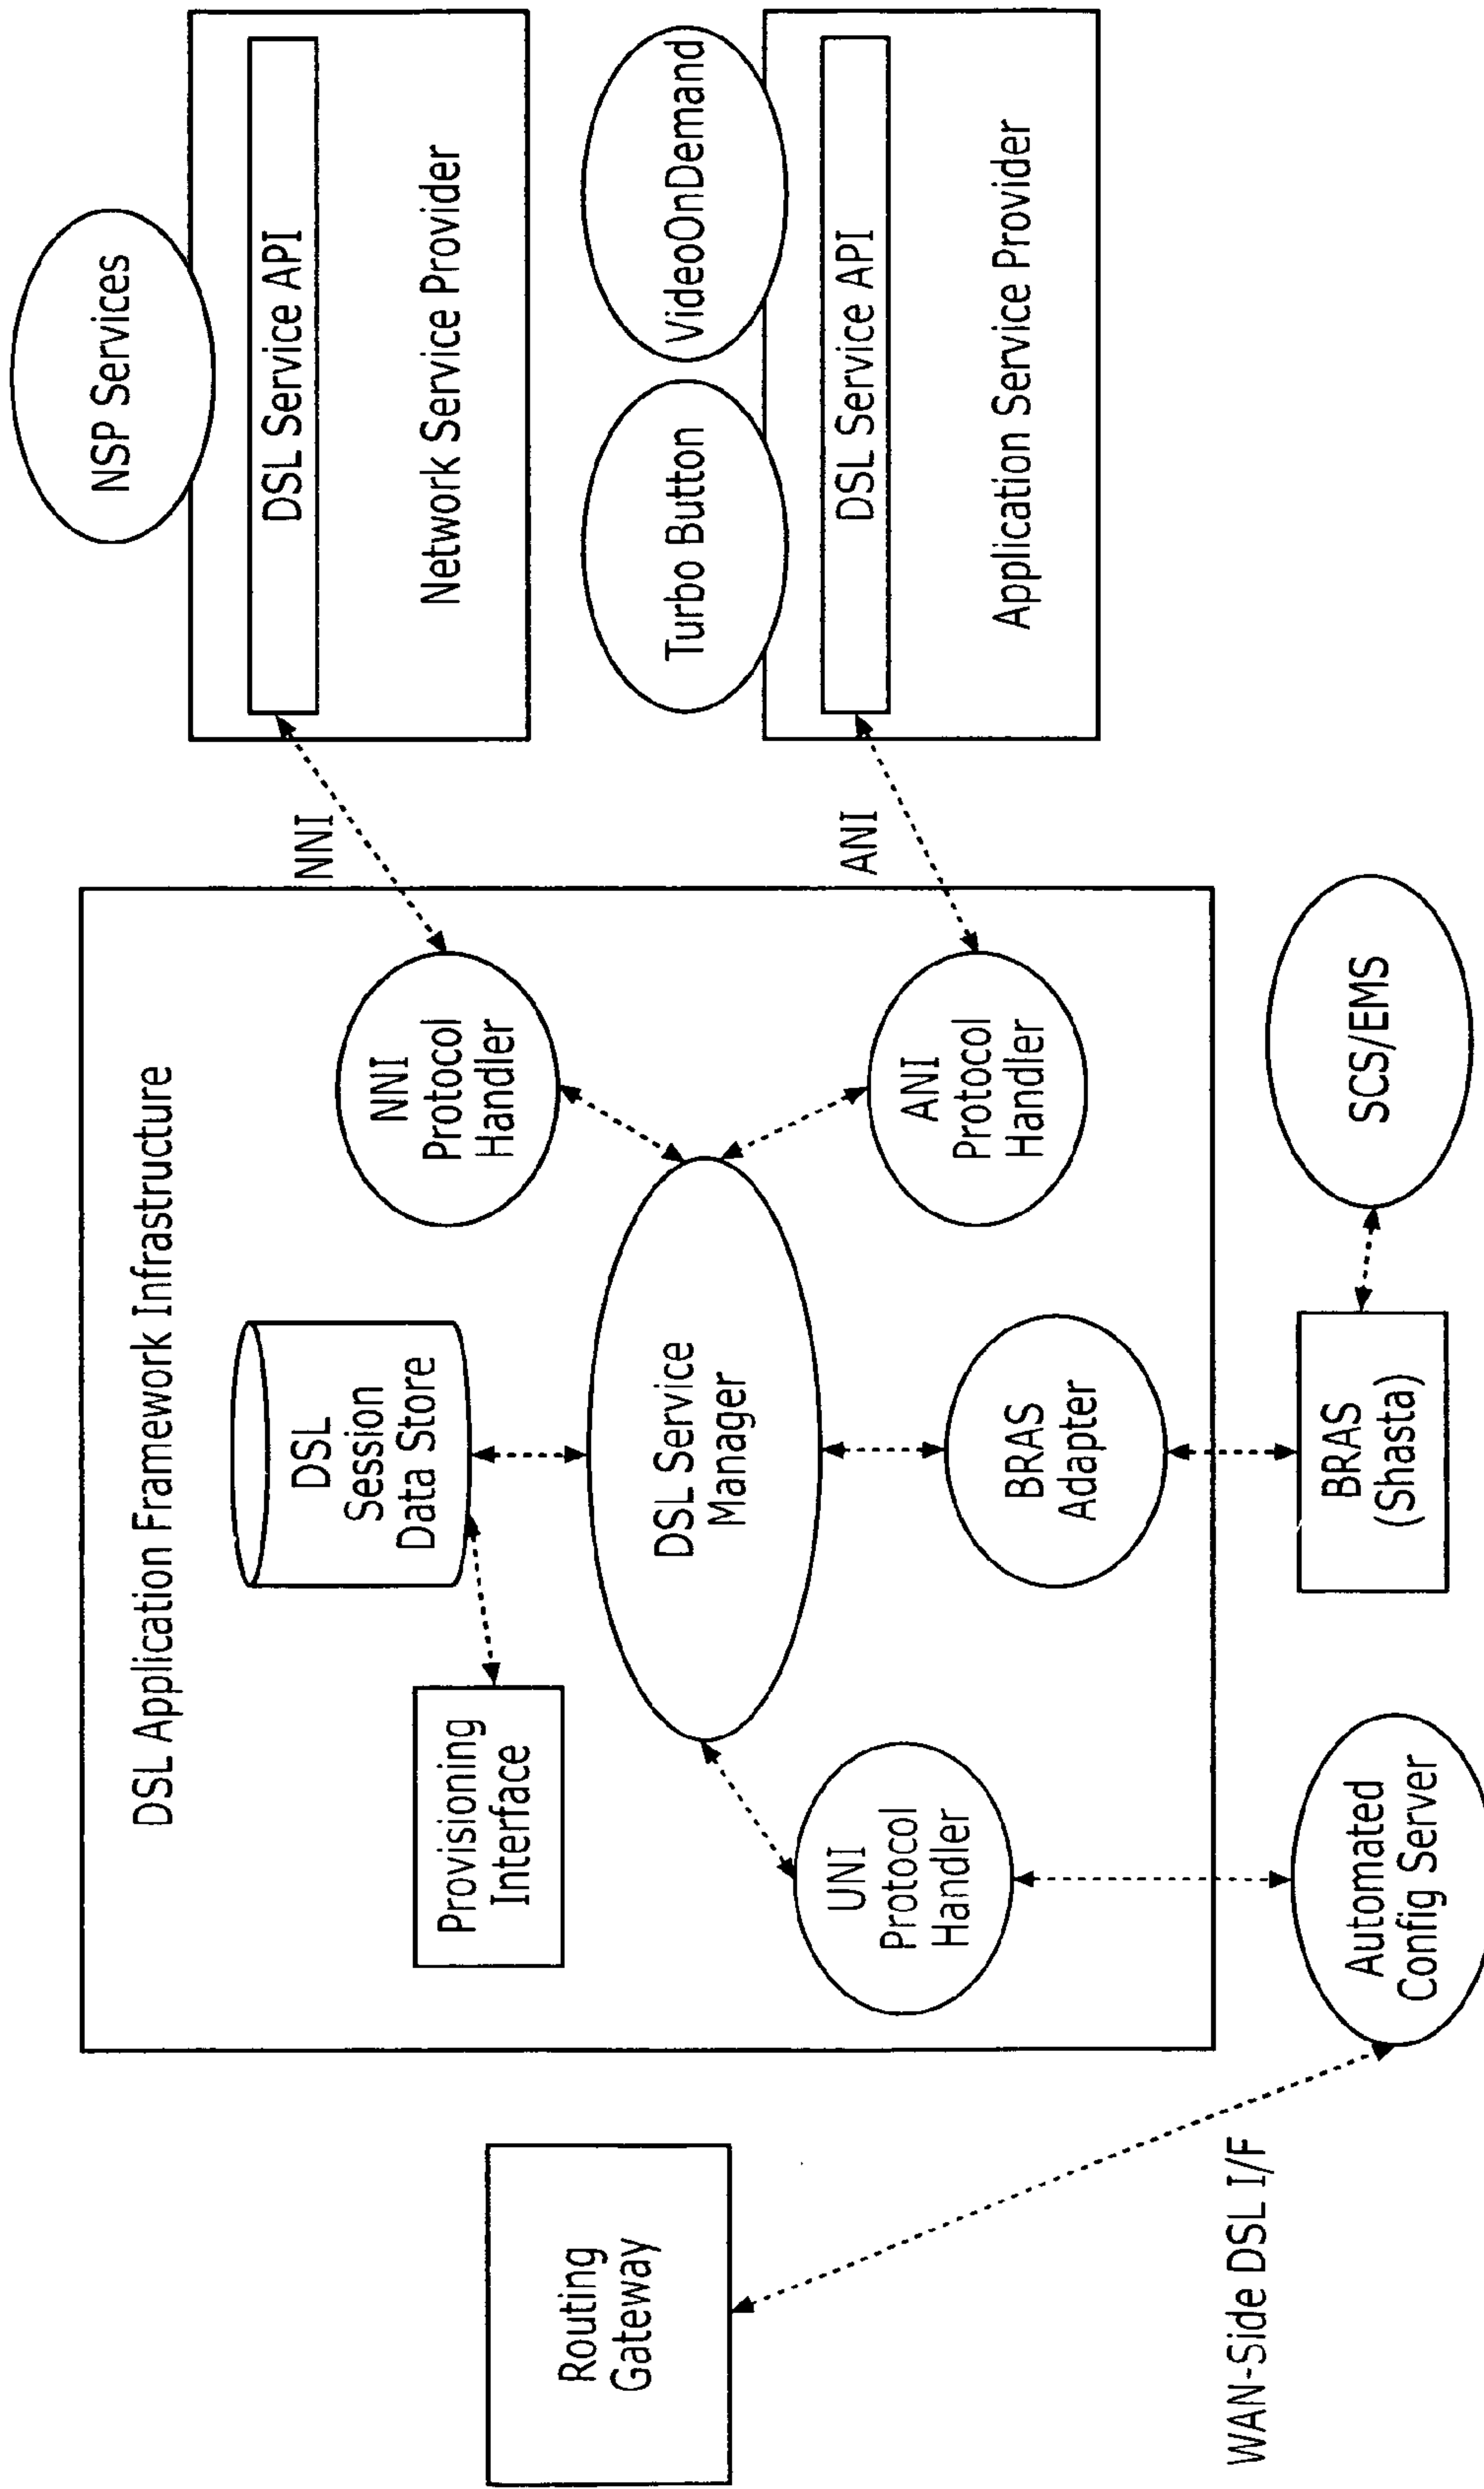 DSL Application Framework Infrastructure
Routing
Gateway
WAN-Side DSL I/F
Provisioning
Interface
DSL
Session
Data Store
UNI
Protocol
Handler
DSL Service
Manager
NNI
Protocol
Handler
BRAS
Adapter
ANI
Protocol
Handler
Automated
Config Server
BRAS
(Shasta)
SCS/EMS
NNI
ANI
NSP Services
DSL Service API
Network Service Provider
Turbo Button
VideoOnDemand
DSL Service API
Application Service Provider